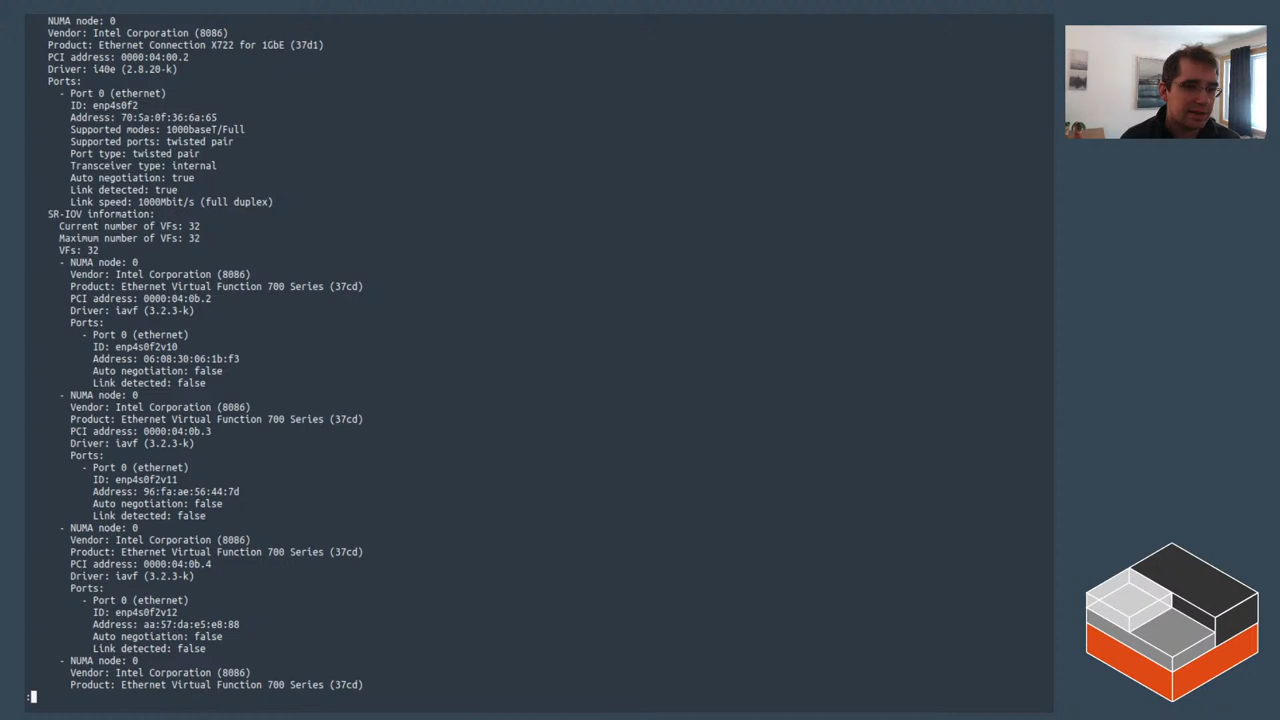 NUMA node: 0
Vendor: Intel Corporation (8086)
Product: Ethernet Connection X722 for 1GbE (37d1)
PCI address: 0000:04:00.2
Driver: i40e (2.8.20-k)
Ports:
- Port 0 (ethernet)
ID: enp4s0f2
Address: 70:5a:0f:36:6a:65
Supported modes: 1000baseT/Full
Supported ports: twisted pair
Port type: twisted pair
Transceiver type: internal
Auto negotiation: true
Link detected: true
Link speed: 1000Mbit/s (full duplex)
SR-IOV information:
Current number of VFs: 32
Maximum number of VFs: 32
VFs: 32
- NUMA node: 0
Vendor: Intel Corporation (8086)
Product: Ethernet Virtual Function 700 Series (37cd)
PCI address: 0000:04:0b.2
Driver: iavf (3.2.3-k)
Ports:
- Port 0 (ethernet)
ID: enp4s0f2v10
Address: 06:08:30:06:1b:f3
Auto negotiation: false
Link detected: false
- NUMA node: 0
Vendor: Intel Corporation (8086)
Product: Ethernet Virtual Function 700 Series (37cd)
PCI address: 0000:04:0b.3
Driver: iavf (3.2.3-k)
Ports:
- Port 0 (ethernet)
ID: enp4s0f2v11
Address: 96:fa:ae:56:44:7d
Auto negotiation: false
Link detected: false
- NUMA node: 0
Vendor: Intel Corporation (8086)
Product: Ethernet Virtual Function 700 Series (37cd)
PCI address: 0000:04:0b.4
Driver: iavf (3.2.3-k)
Ports:
- Port 0 (ethernet)
ID: enp4s0f2v12
Address: aa:57:da:e5:e8:88
Auto negotiation: false
Link detected: false
- NUMA node: 0
Vendor: Intel Corporation (8086)
Product: Ethernet Virtual Function 700 Series (37cd)
: